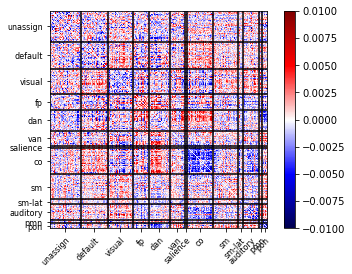 unassign
default
visual
fp
dan
van
salience
co
sm
sm-lat
auditory
pon
unassign
default
visual
fp
dan
van
salience
co
sm
sm-lat
auditory
0.0100
0.0075
0.0050
0.0025
0.0000
−0.0025
−0.0050
−0.0075
−0.0100